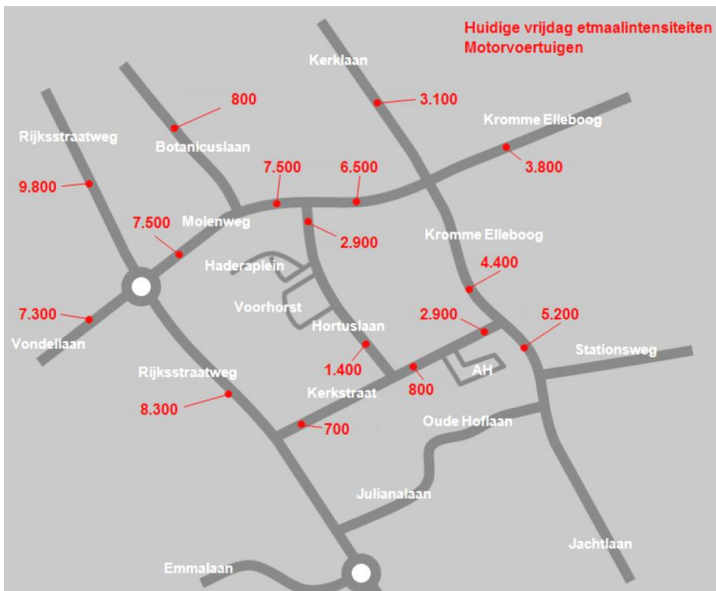 Huidige vrijdag etmaalintensiteiten
Motorvoertuigen
Kerklaan
800
3.100
Kromme Elleboog
Rijksstraatweg
Botanicuslaan
3.800
7.500
6.500
9.800
7.500
Molenweg
2.900
Kromme Elleboog
Haderaplein
4.400
Voorhorst
7.300
Hortuslaan
2.900
5.200
Vondellaan
Stationsweg
Rijksstraatweg
1.400
AH
800
Kerkstraat
8.300
Oude Hoflaan
700
Julianalaan
Jachtlaan
Emmalaan